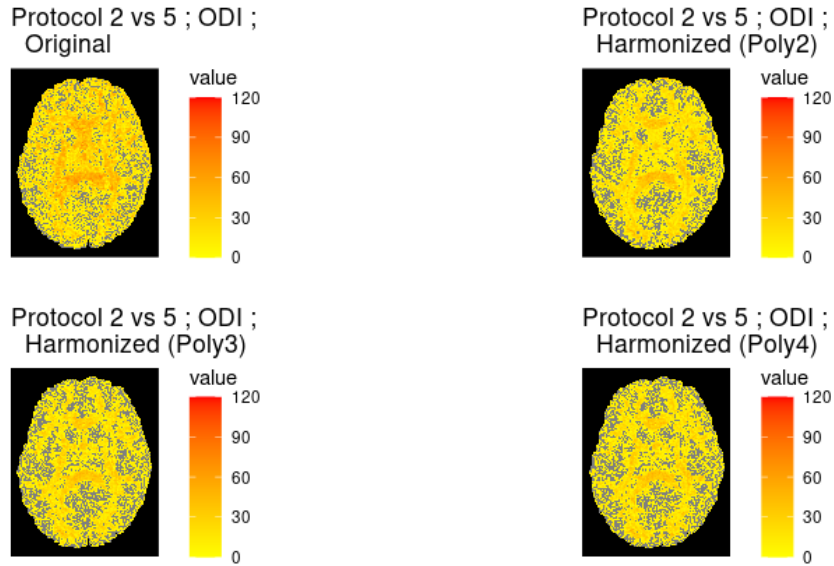 Protocol 2 vs 5 ; ODI ;
Original
value
120
90
60
30
0
Protocol 2 vs 5 ; ODI ;
Harmonized (Poly2)
value
120
90
60
30
0
Protocol 2 vs 5 ; ODI ;
Harmonized (Poly3)
value
120
90
60
30
0
Protocol 2 vs 5 ; ODI ;
Harmonized (Poly4)
value
120
90
60
30
0